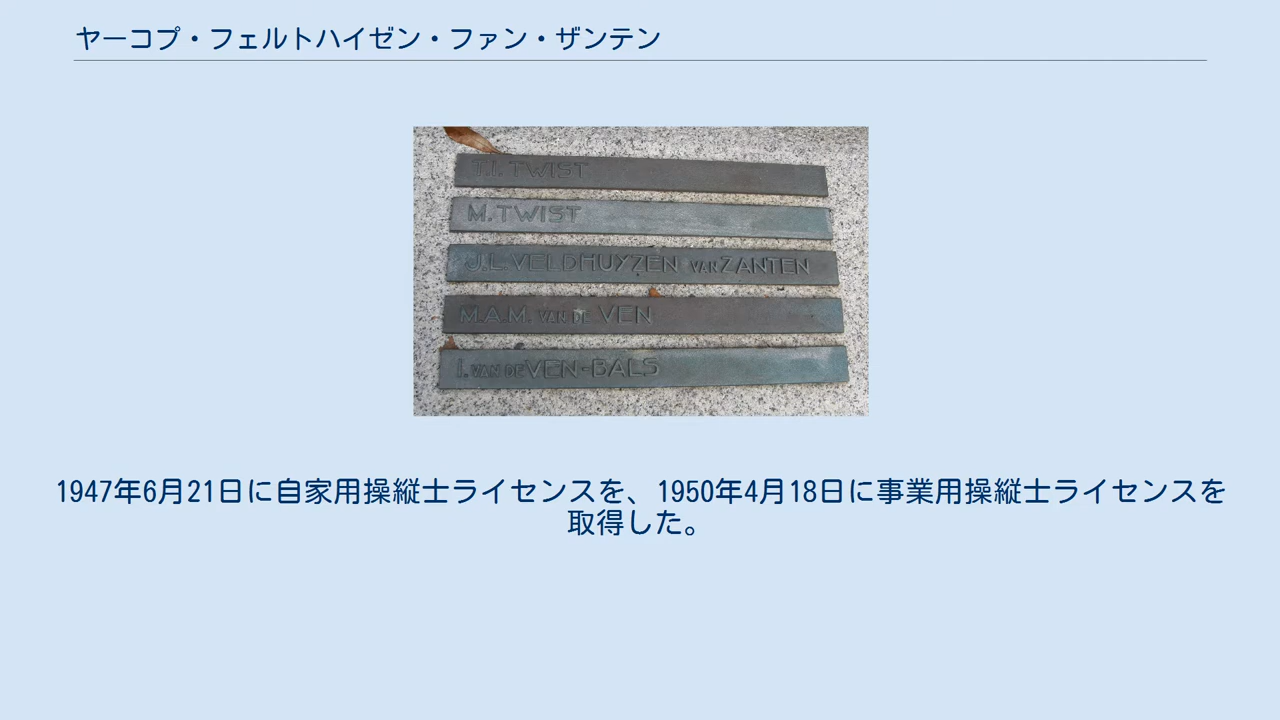 ヤーコプ・フェルトハイゼン・ファン・ザンテン
T.I. TWIST
M. TWIST
J.L. VELDHUYZEN VAN ZANTEN
M.A.M. VAN DE VEN
I. VAN DE VEN-BALS
1947年6月21日に自家用操縦士ライセンスを、1950年4月18日に事業用操縦士ライセンスを
取得した。